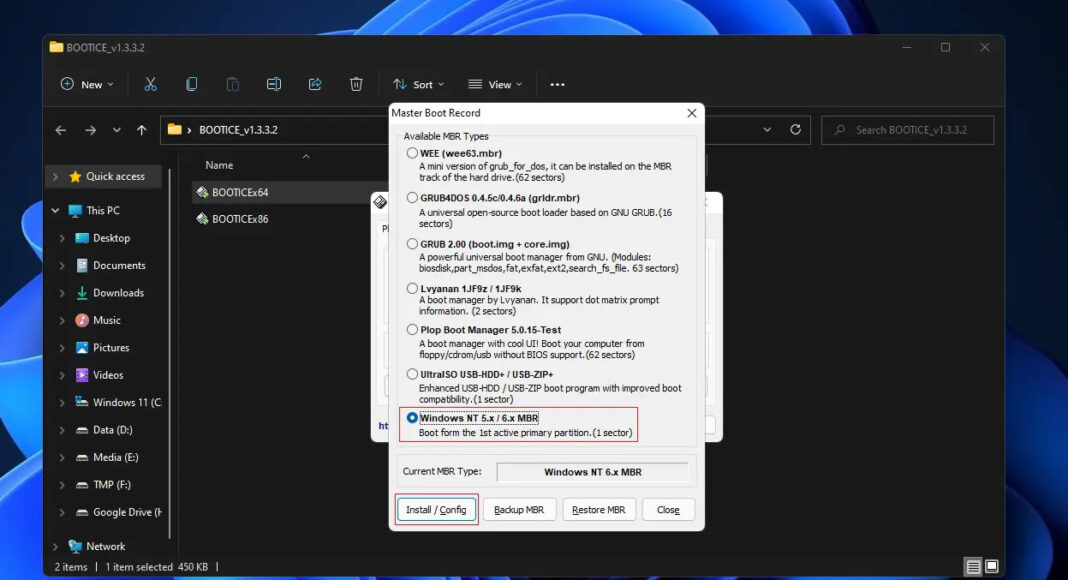 BOOTICE_v1.3.3.2
New
Sort
View
BOOTICE_v1.3.3.2
Search BOOTICE_v1.3.3.2
Name
Quick access
This PC
Desktop
Documents
Downloads
Music
Pictures
Videos
Windows 11 (C
Data (D:)
Media (E:)
TMP (F:)
Google Drive (H
Network
BOOTICEx64
BOOTICEx86
Master Boot Record
Available MBR Types
WEE (wee63.mbr)
A mini version of grub_for_dos, it can be installed on the MBR
track of the hard drive.(62 sectors)
GRUB4DOS 0.4.5c/0.4.6a (grldr.mbr)
A universal open-source boot loader based on GNU GRUB.(16
sectors)
GRUB 2.00 (boot.img + core.img)
A powerful universal boot manager from GNU. (Modules:
biosdisk,part_msdos,fat,exfat,ext2,search_fs_file. 63 sectors)
Lvyanan 1JF9z / 1JF9k
A boot manager by Lvyanan. It support dot matrix prompt
information. (2 sectors)
Plop Boot Manager 5.0.15-Test
A boot manager with cool UI! Boot your computer from
floppy/cdrom/usb without BIOS support.(62 sectors)
UltraISO USB-HDD+ / USB-ZIP+
Enhanced USB-HDD / USB-ZIP boot program with improved boot
compatibility.(1 sector)
Windows NT 5.x / 6.x MBR
Boot form the 1st active primary partition.(1 sector)
Current MBR Type:
Windows NT 6.x MBR
Install / Config
Backup MBR
Restore MBR
Close
ht
2 items
1 item selected 450 KB